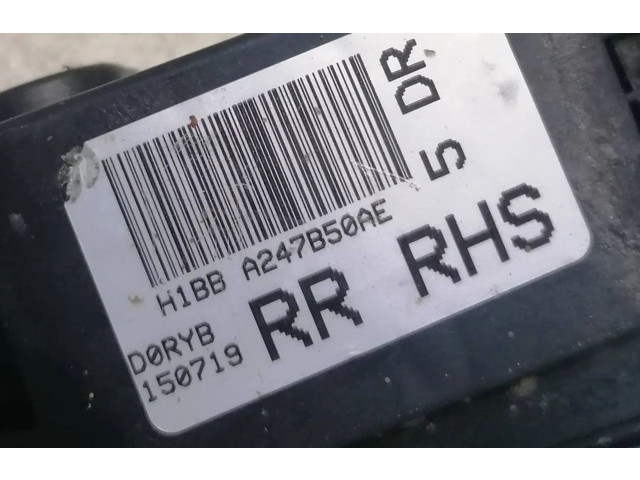 5 DR
H1BB A247B50AE
D0RYB
150719
RR RHS